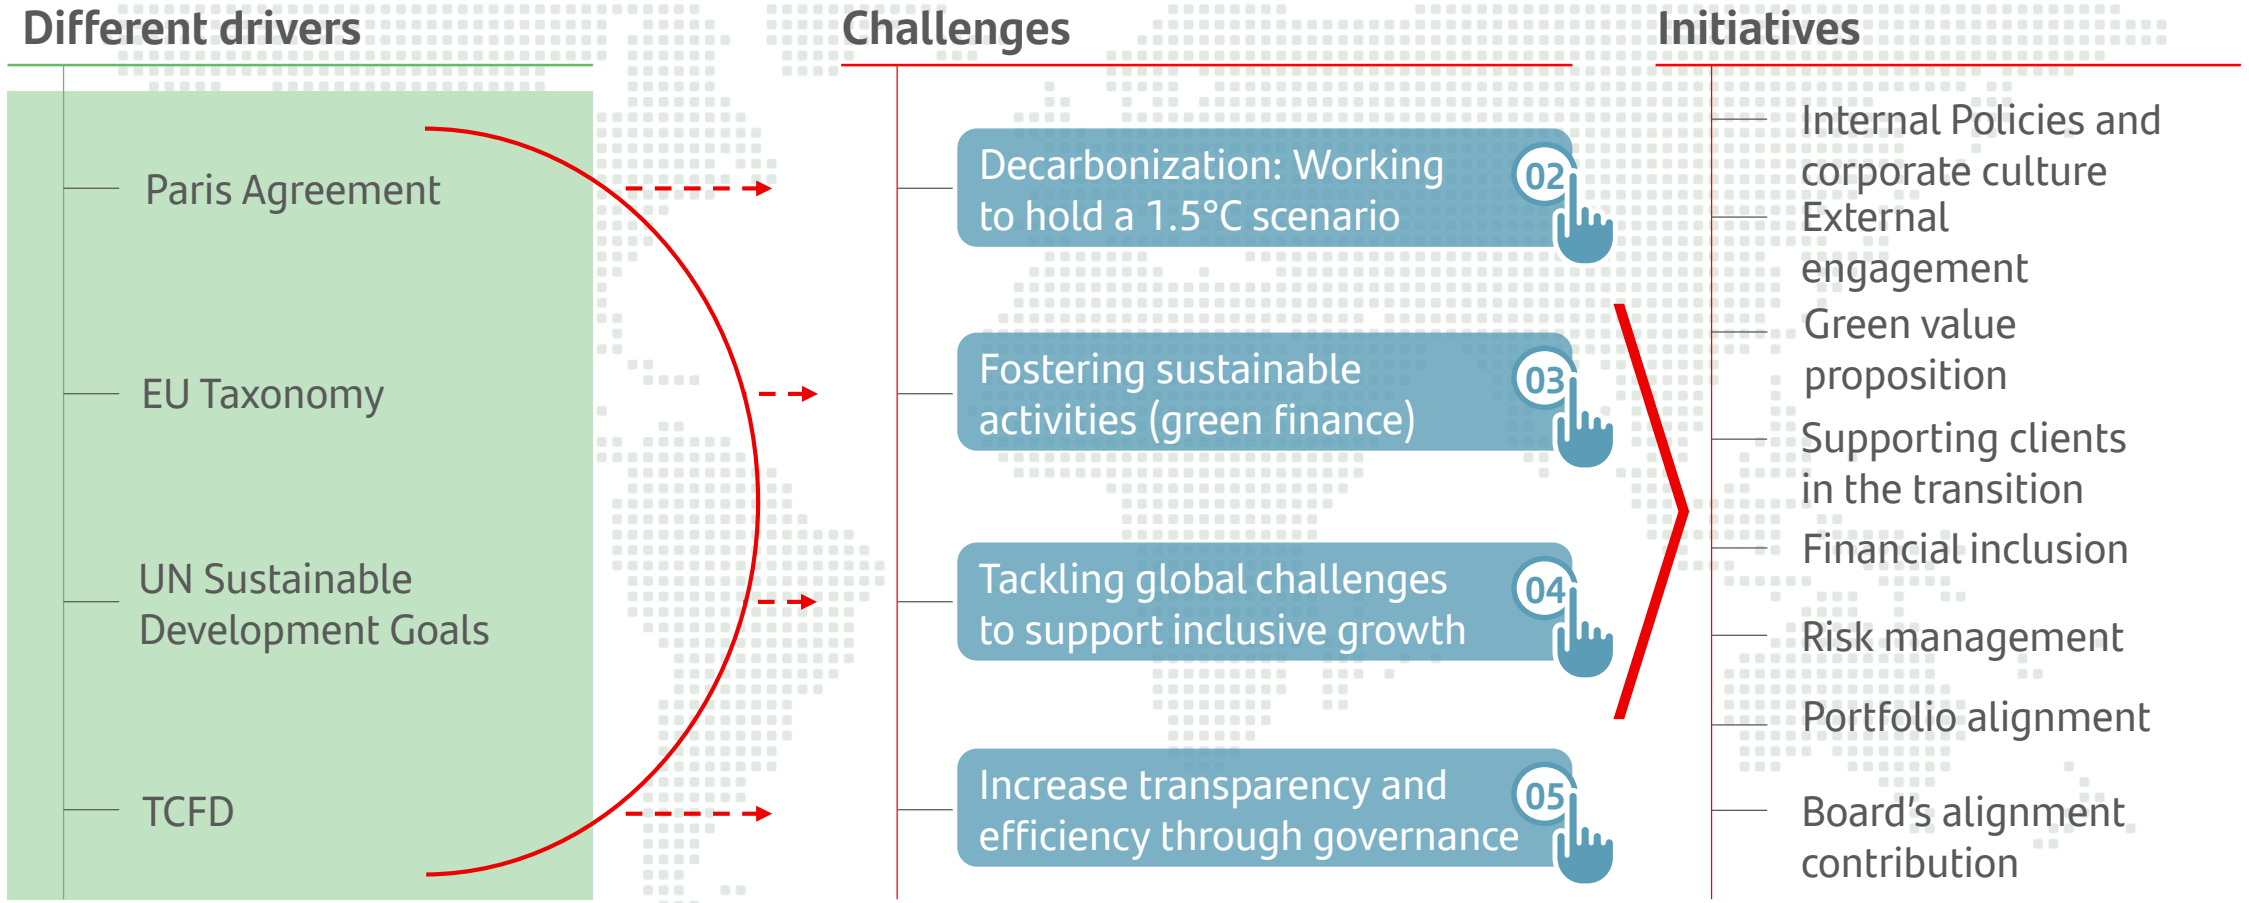 Different drivers
Paris Agreement
EU Taxonomy
UN Sustainable
Development Goals
TCFD
Challenges
Decarbonization: Working
to hold a 1.5°C scenario
02
Fostering sustainable
activities (green finance)
03
Tackling global challenges
to support inclusive growth
04
Increase transparency and
efficiency through governance
05
Initiatives
Internal Policies and
corporate culture
External
engagement
Green value
proposition
Supporting clients
in the transition
Financial inclusion
Risk management
Portfolio alignment
Board’s alignment
contribution